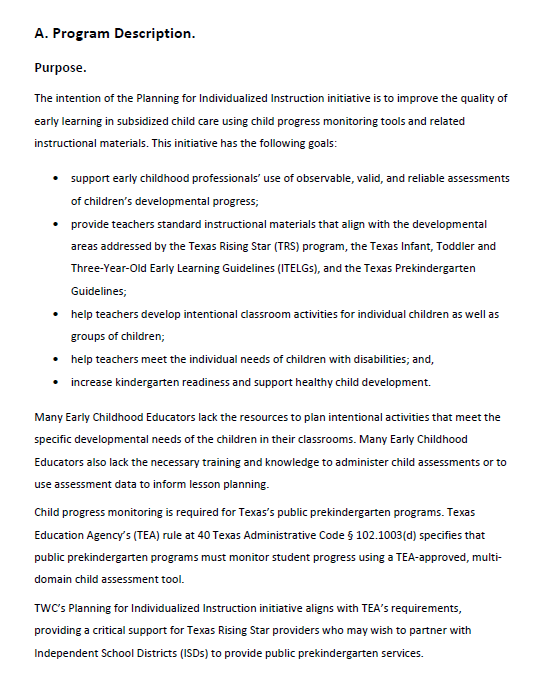 A. Program Description.
Purpose.
The intention of the Planning for Individualized Instruction initiative is to improve the quality of
early learning in subsidized child care using child progress monitoring tools and related
instructional materials. This initiative has the following goals:
• support early childhood professionals' use of observable, valid, and reliable assessments
of children's developmental progress;
• provide teachers standard instructional materials that align with the developmental
areas addressed by the Texas Rising Star (TRS) program, the Texas Infant, Toddler and
Three-Year-Old Early Learning Guidelines (ITELGs), and the Texas Prekindergarten
Guidelines;
• help teachers develop intentional classroom activities for individual children as well as
groups of children;
• help teachers meet the individual needs of children with disabilities; and,
• increase kindergarten readiness and support healthy child development.
Many Early Childhood Educators lack the resources to plan intentional activities that meet the
specific developmental needs of the children in their classrooms. Many Early Childhood
Educators also lack the necessary training and knowledge to administer child assessments or to
use assessment data to inform lesson planning.
Child progress monitoring is required for Texas's public prekindergarten programs. Texas
Education Agency's (TEA) rule at 40 Texas Administrative Code § 102.1003(d) specifies that
public prekindergarten programs must monitor student progress using a TEA-approved, multi-
domain child assessment tool.
TWC's Planning for Individualized Instruction initiative aligns with TEA's requirements,
providing a critical support for Texas Rising Star providers who may wish to partner with
Independent School Districts (ISDs) to provide public prekindergarten services.